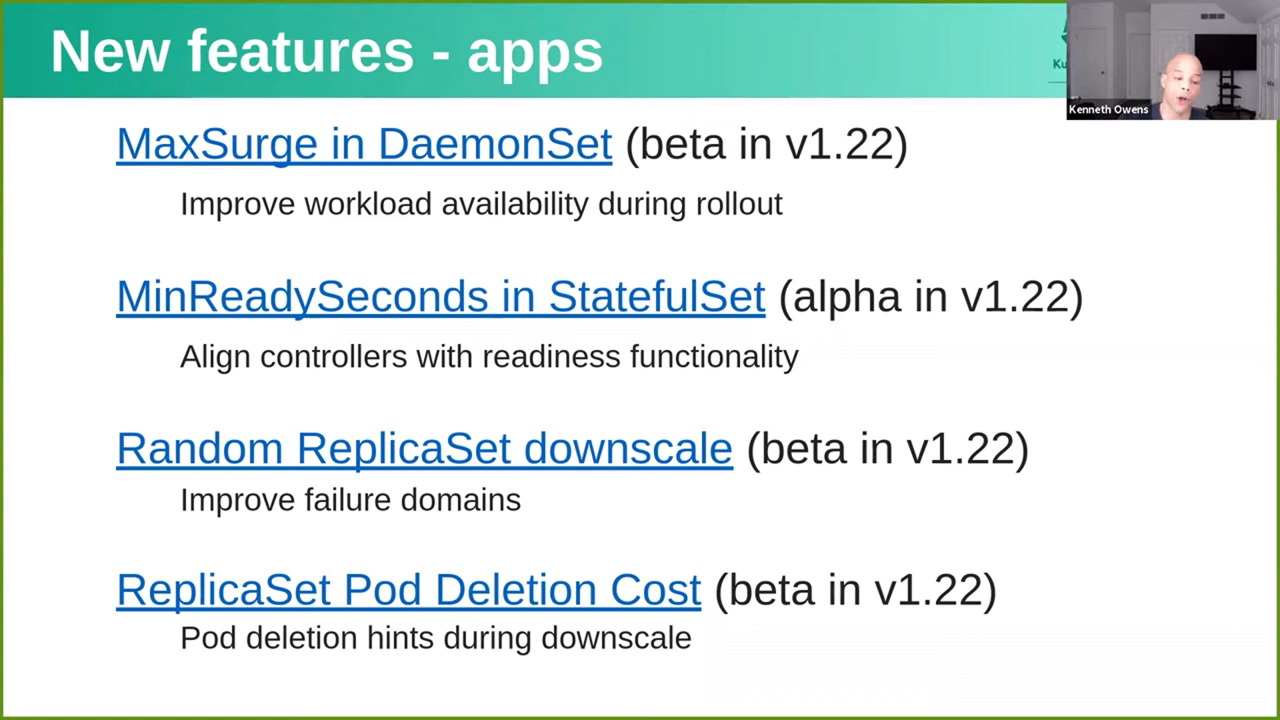 New features - apps
Ku
Kenneth Owens
MaxSurge in DaemonSet (beta in v1.22)
Improve workload availability during rollout
MinReadySeconds in StatefulSet (alpha in v1.22)
Align controllers with readiness functionality
Random ReplicaSet downscale (beta in v1.22)
Improve failure domains
ReplicaSet Pod Deletion Cost (beta in v1.22)
Pod deletion hints during downscale